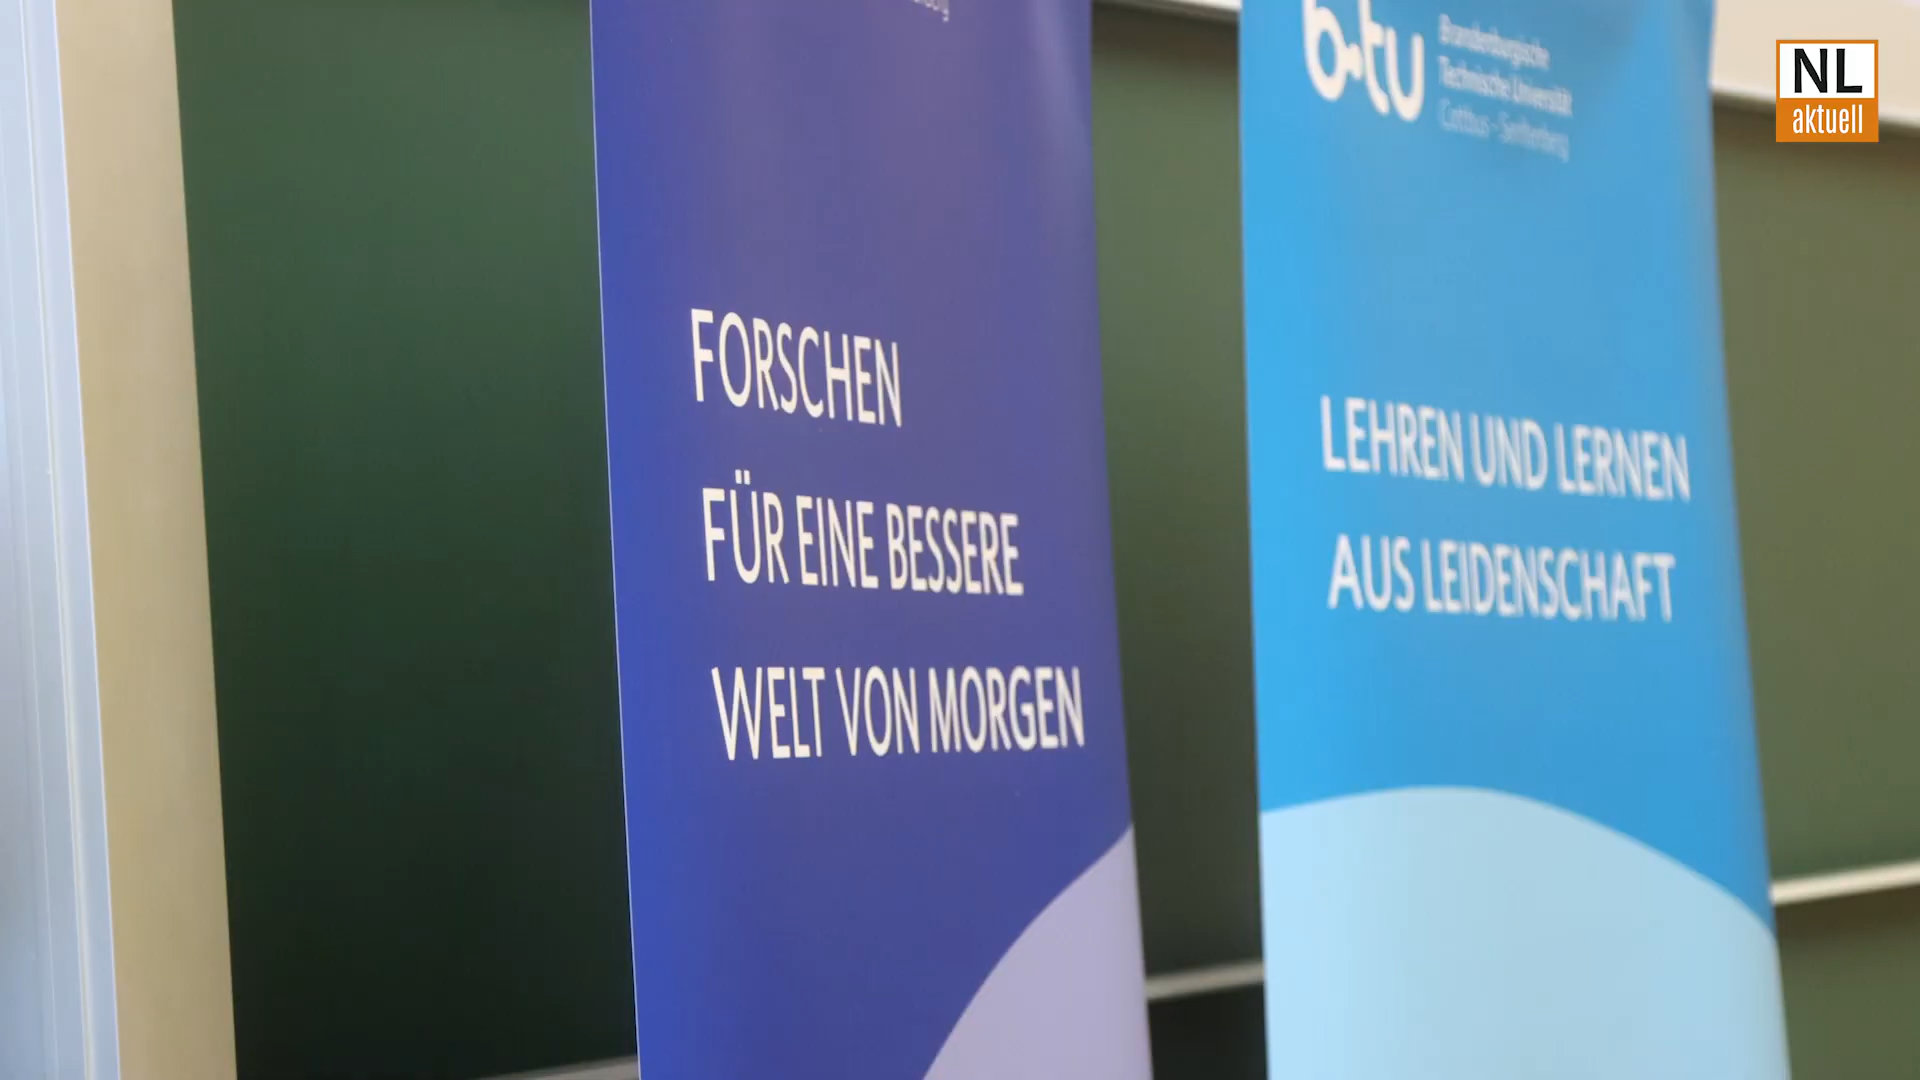 FORSCHEN
FÜR EINE BESSERE
WELT VON MORGEN
b-tu
Brandenburgische
Technische Universität
Cottbus - Senftenberg
LEHREN UND LERNEN
AUS LEIDENSCHAFT
NL
aktuell